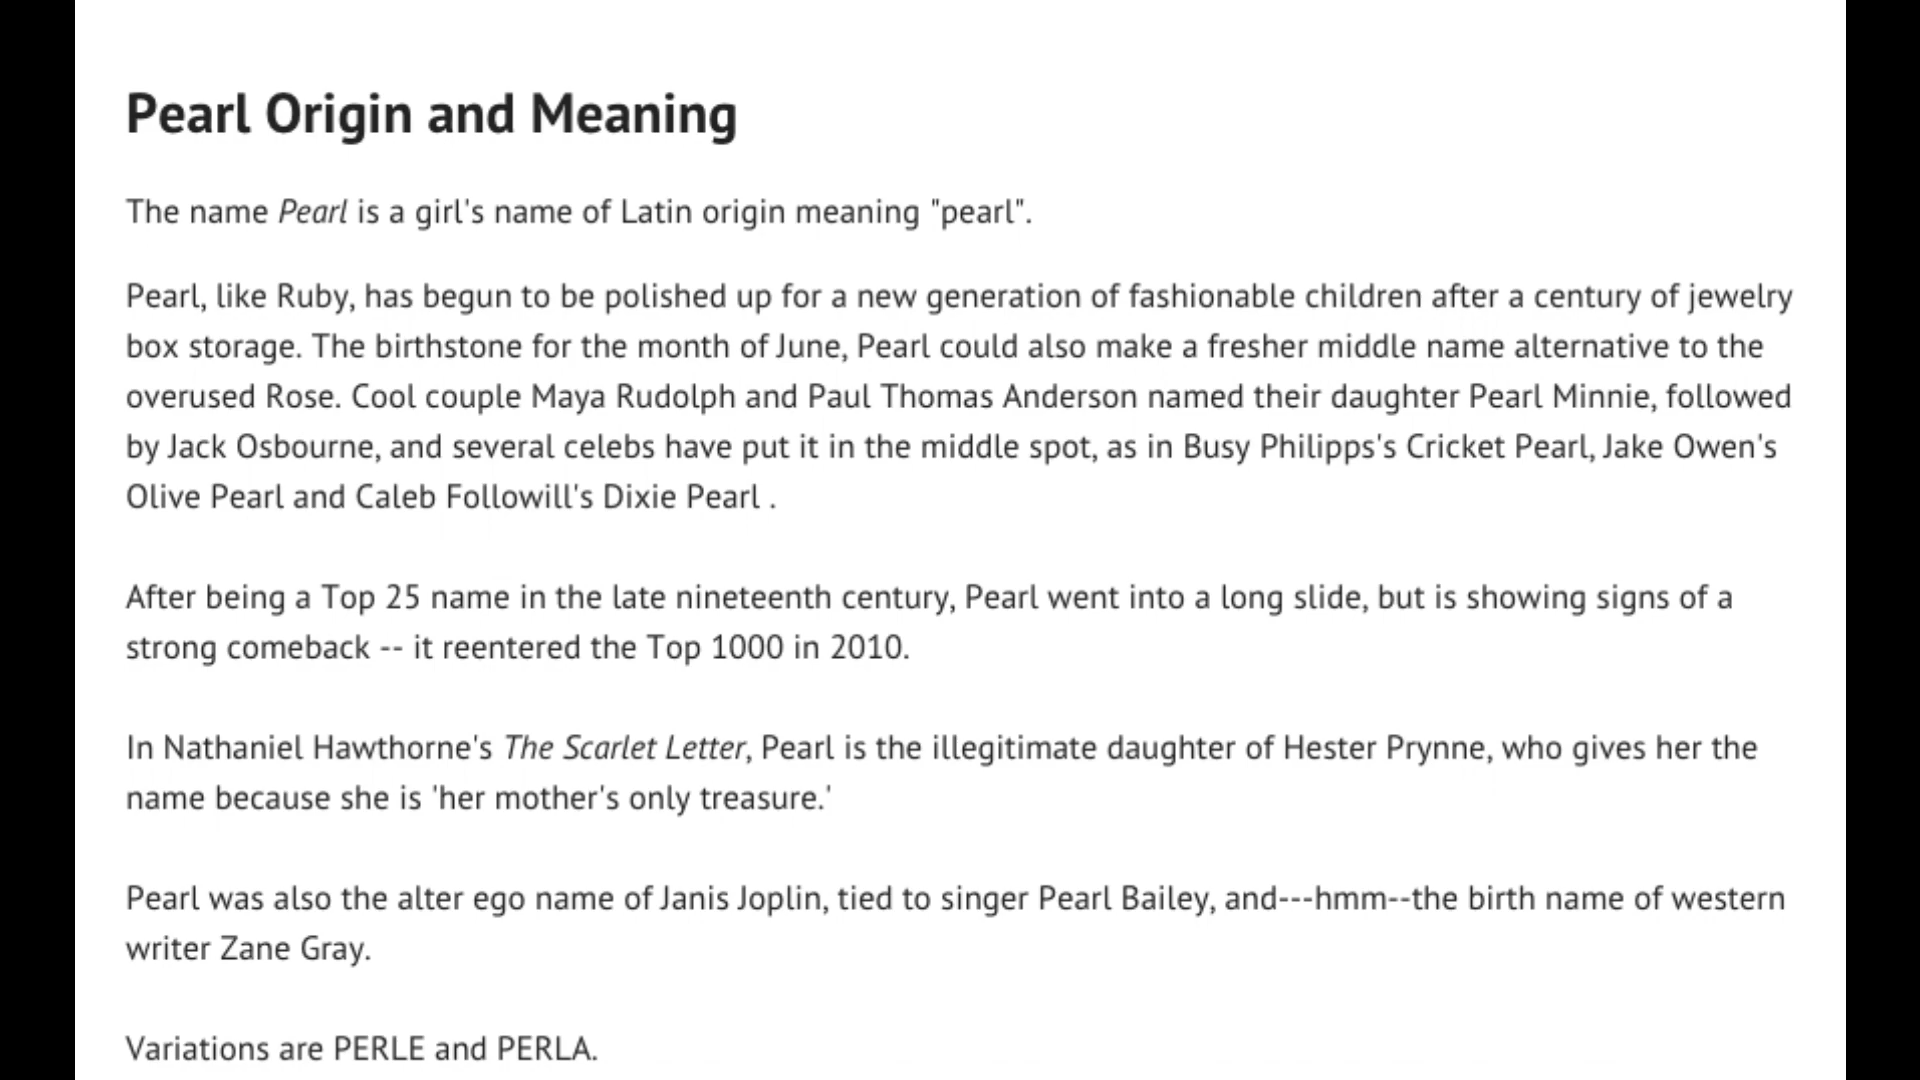 Pearl Origin and Meaning
The name Pearl is a girl's name of Latin origin meaning "pearl".
Pearl, like Ruby, has begun to be polished up for a new generation of fashionable children after a century of jewelry
box storage. The birthstone for the month of June, Pearl could also make a fresher middle name alternative to the
overused Rose. Cool couple Maya Rudolph and Paul Thomas Anderson named their daughter Pearl Minnie, followed
by Jack Osbourne, and several celebs have put it in the middle spot, as in Busy Philipps's Cricket Pearl, Jake Owen's
Olive Pearl and Caleb Followill's Dixie Pearl .
After being a Top 25 name in the late nineteenth century, Pearl went into a long slide, but is showing signs of a
strong comeback -- it reentered the Top 1000 in 2010.
In Nathaniel Hawthorne's The Scarlet Letter, Pearl is the illegitimate daughter of Hester Prynne, who gives her the
name because she is 'her mother's only treasure.'
Pearl was also the alter ego name of Janis Joplin, tied to singer Pearl Bailey, and---hmm--the birth name of western
writer Zane Gray.
Variations are PERLE and PERLA.